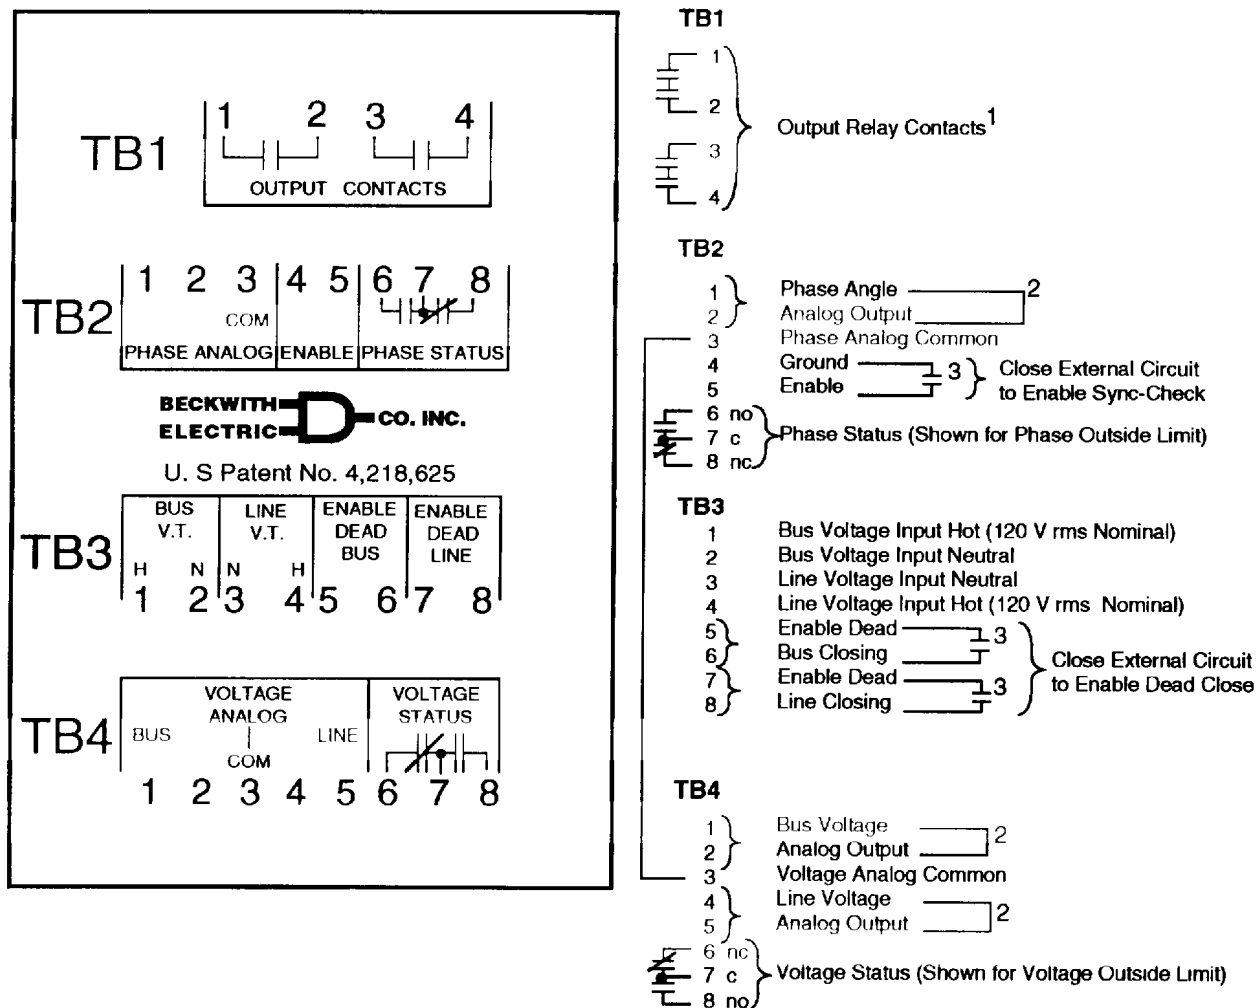 TB1
1 2 3 4
OUTPUT CONTACTS
TB2
1 2 3 4 5 6 7 8
COM
PHASE ANALOG ENABLE PHASE STATUS
BECKWITH
ELECTRIC
CO. INC.
U. S Patent No. 4,218,625
TB3
BUS V.T.
LINE V.T.
ENABLE DEAD BUS
ENABLE DEAD LINE
H N N H
1 2 3 4 5 6 7 8
TB4
VOLTAGE ANALOG
VOLTAGE STATUS
BUS
LINE
COM
1 2 3 4 5 6 7 8
TB1
1
2
Output Relay Contacts1
3
4
TB2
1 Phase Angle 2
2 Analog Output
3 Phase Analog Common
4 Ground
5 Enable
3
Close External Circuit
to Enable Sync-Check
6 no
7 c Phase Status (Shown for Phase Outside Limit)
8 nc
TB3
1 Bus Voltage Input Hot (120 V rms Nominal)
2 Bus Voltage Input Neutral
3 Line Voltage Input Neutral
4 Line Voltage Input Hot (120 V rms Nominal)
5 Enable Dead 3
6 Bus Closing
7 Enable Dead 3
8 Line Closing
Close External Circuit
to Enable Dead Close
TB4
1 Bus Voltage 2
2 Analog Output
3 Voltage Analog Common
4 Line Voltage 2
5 Analog Output
6 nc
7 c Voltage Status (Shown for Voltage Outside Limit)
8 no